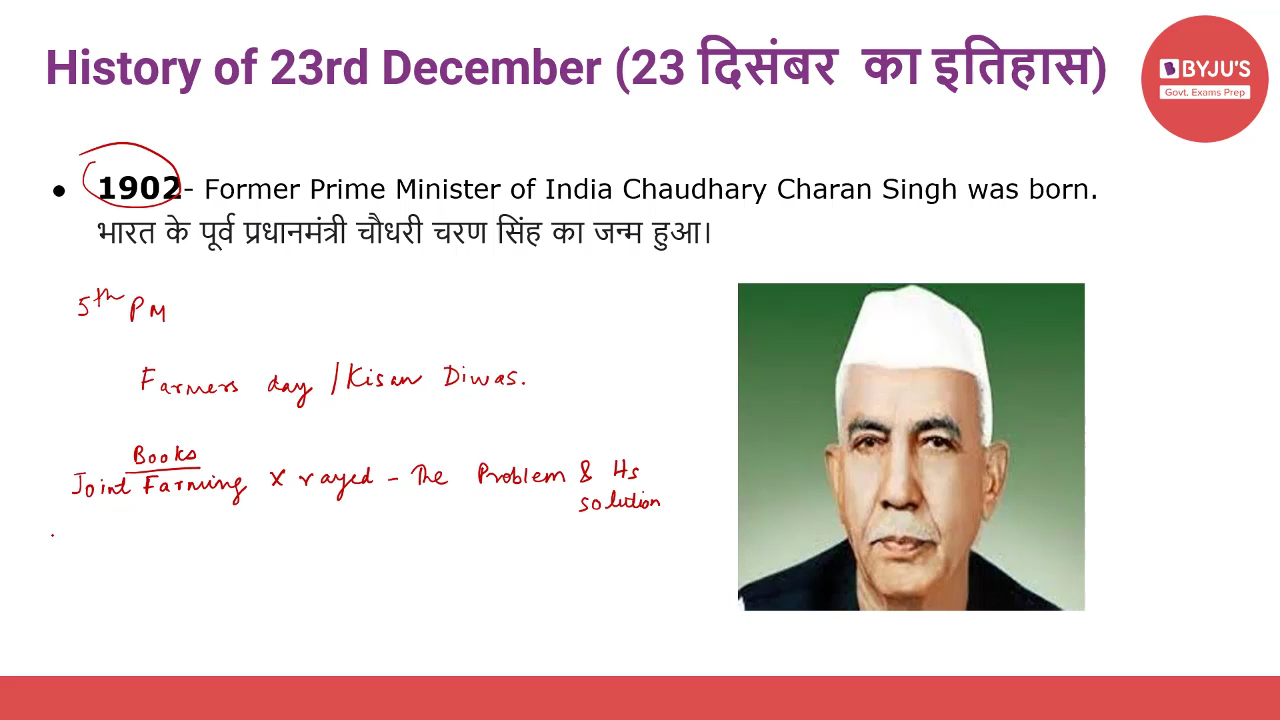 History of 23rd December (23 दिसंबर का इतिहास)
BYJU'S
Govt. Exams Prep
1902- Former Prime Minister of India Chaudhary Charan Singh was born.
भारत के पूर्व प्रधानमंत्री चौधरी चरण सिंह का जन्म हुआ।
5th PM
Farmers day / Kisan Diwas.
Books
Joint Farming X rayed - The Problem & Its
solution